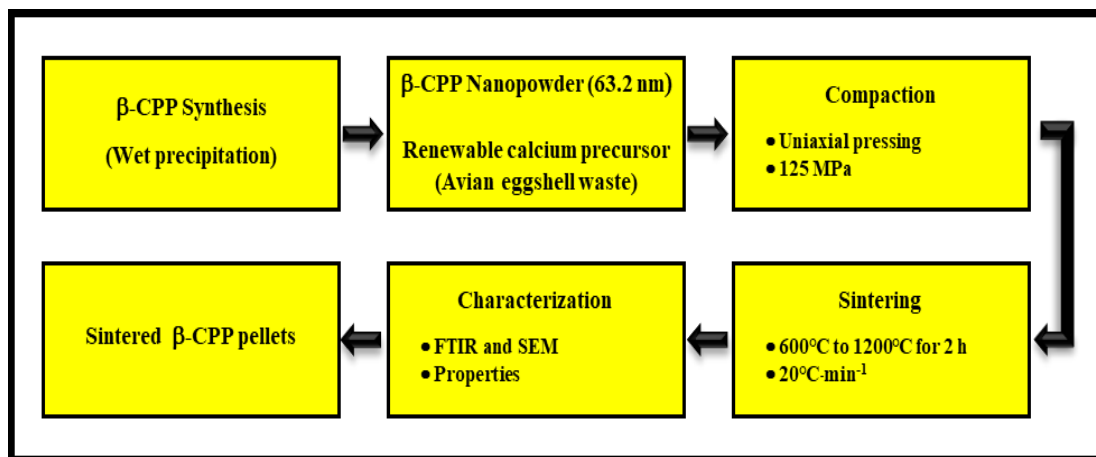 β-CPP Synthesis
(Wet precipitation)
β-CPP Nanopowder (63.2 nm)
Renewable calcium precursor
(Avian eggshell waste)
Compaction
• Uniaxial pressing
• 125 MPa
Sintered β-CPP pellets
Characterization
• FTIR and SEM
• Properties
Sintering
• 600°C to 1200°C for 2 h
• 20°C·min⁻¹